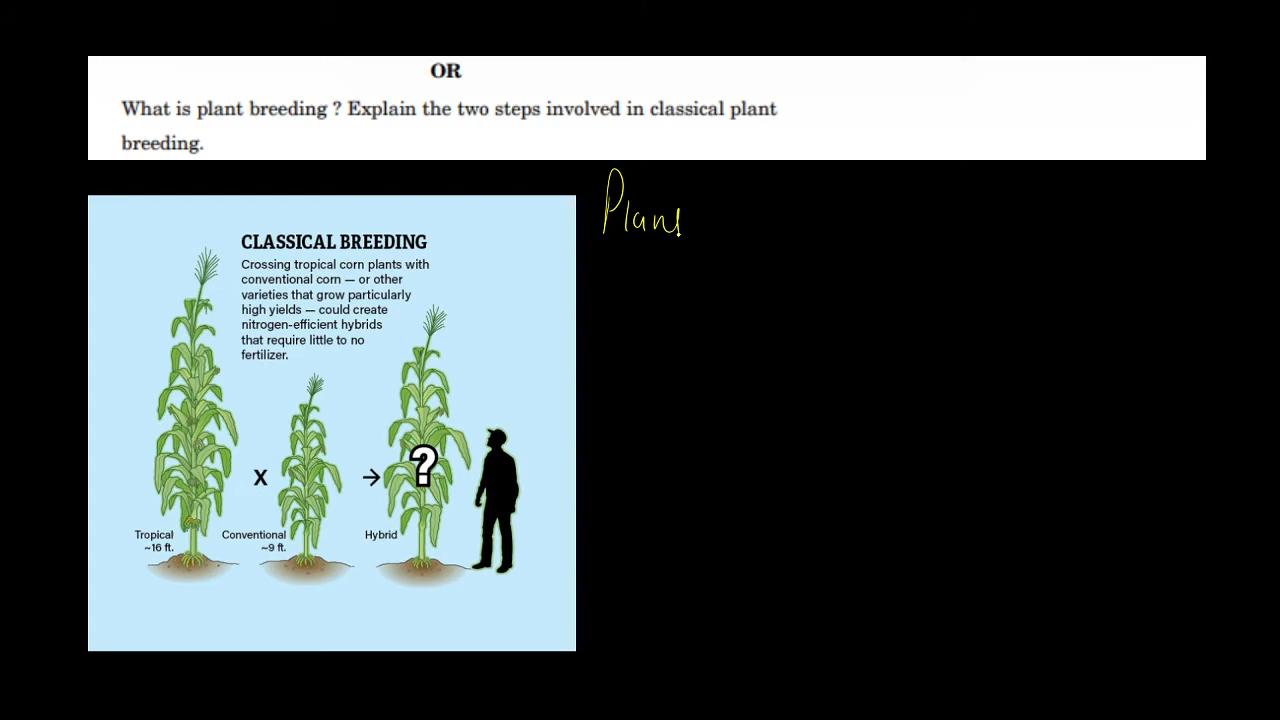 OR
What is plant breeding ? Explain the two steps involved in classical plant
breeding.
Plant
CLASSICAL BREEDING
Crossing tropical corn plants with
conventional corn — or other
varieties that grow particularly
high yields — could create
nitrogen-efficient hybrids
that require little to no
fertilizer.
X
→
?
Tropical
~16 ft.
Conventional
~9 ft.
Hybrid